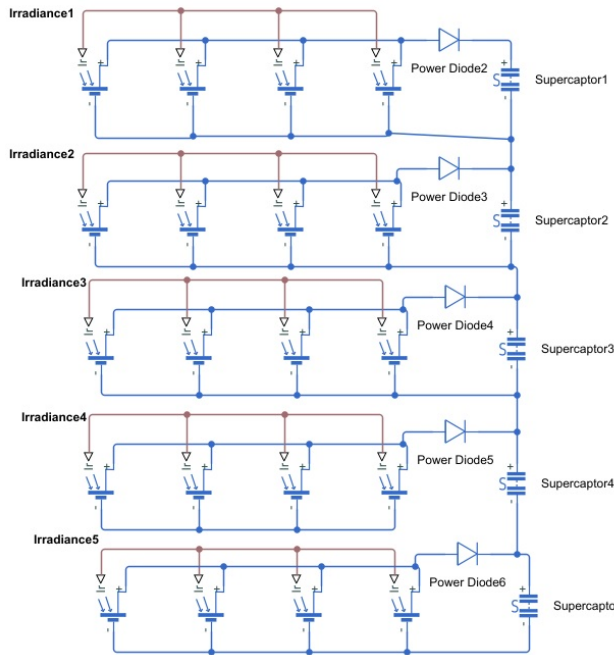 Irradiance1
Power Diode2
Supercaptor1
Irradiance2
Power Diode3
Supercaptor2
Irradiance3
Power Diode4
Supercaptor3
Irradiance4
Power Diode5
Supercaptor4
Irradiance5
Power Diode6
Supercapto